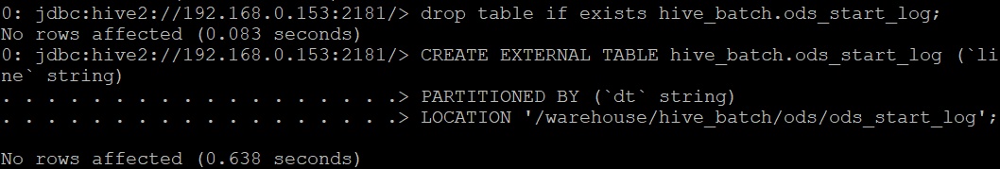 0: jdbc:hive2://192.168.0.153:2181/> drop table if exists hive_batch.ods_start_log;
No rows affected (0.083 seconds)
0: jdbc:hive2://192.168.0.153:2181/> CREATE EXTERNAL TABLE hive_batch.ods_start_log (`li
ne` string)
. . . . . . . . . . . . . . . . . . .> PARTITIONED BY (`dt` string)
. . . . . . . . . . . . . . . . . . .> LOCATION '/warehouse/hive_batch/ods/ods_start_log';
No rows affected (0.638 seconds)